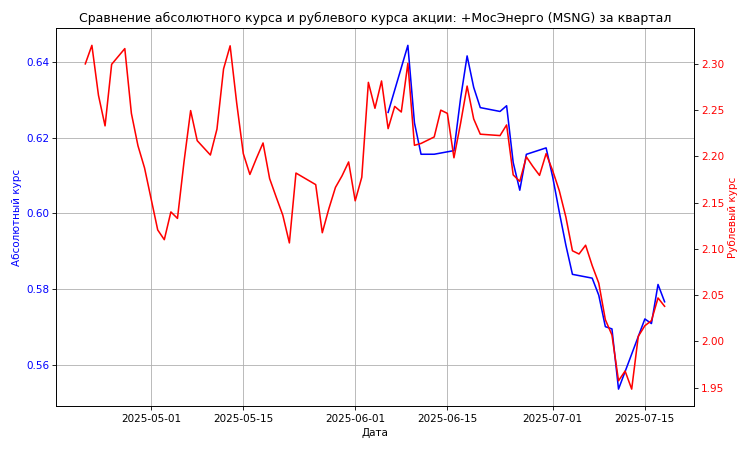 Сравнение абсолютного курса и рублевого курса акции: +МосЭнерго (MSNG) за квартал
0.64
0.62
0.60
0.58
0.56
Абсолютный курс
2.30
2.25
2.20
2.15
2.10
2.05
2.00
1.95
Рублевый курс
2025-05-01 2025-05-15 2025-06-01 2025-06-15 2025-07-01 2025-07-15
Дата